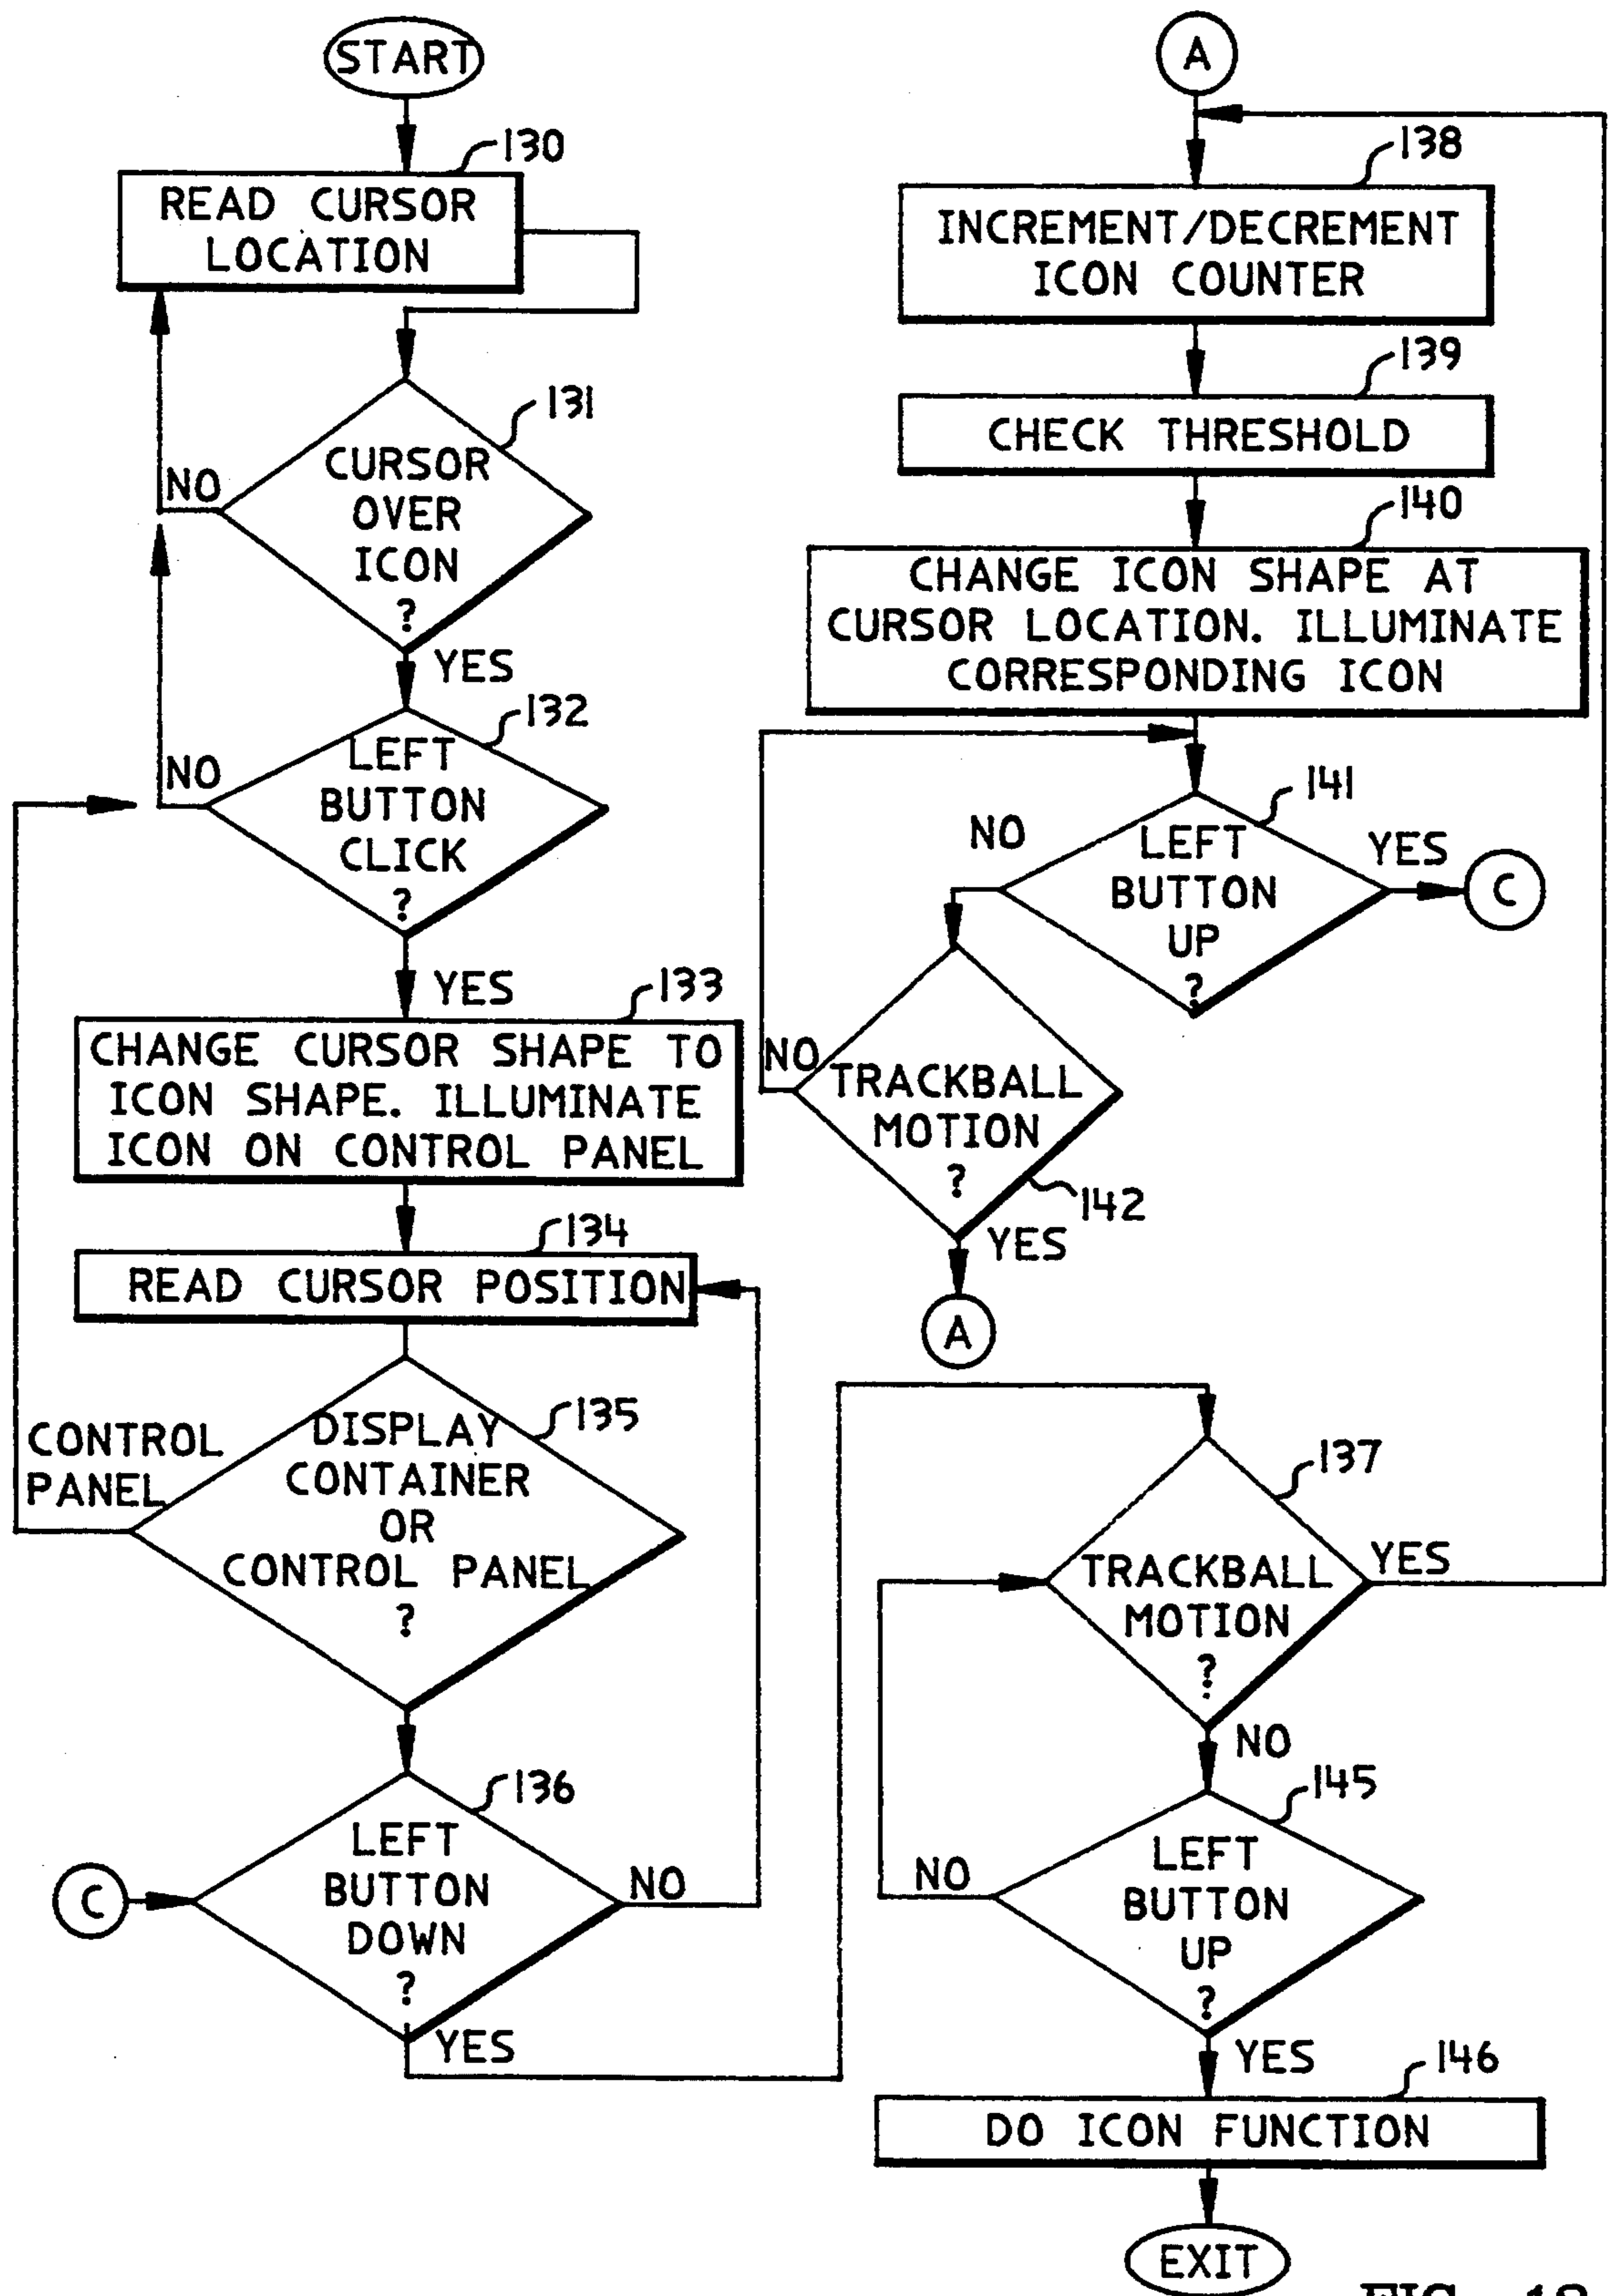 START
130
READ CURSOR
LOCATION
131
CURSOR
OVER
ICON
?
NO
YES
132
LEFT
BUTTON
CLICK
?
NO
YES
133
CHANGE CURSOR SHAPE TO
ICON SHAPE. ILLUMINATE
ICON ON CONTROL PANEL
134
READ CURSOR POSITION
135
DISPLAY
CONTAINER
OR
CONTROL PANEL
?
CONTROL
PANEL
136
LEFT
BUTTON
DOWN
?
C
NO
YES
A
138
INCREMENT/DECREMENT
ICON COUNTER
139
CHECK THRESHOLD
140
CHANGE ICON SHAPE AT
CURSOR LOCATION. ILLUMINATE
CORRESPONDING ICON
141
LEFT
BUTTON
UP
?
NO
YES
C
NO
TRACKBALL
MOTION
?
142
YES
A
137
TRACKBALL
MOTION
?
YES
NO
145
LEFT
BUTTON
UP
?
NO
YES
146
DO ICON FUNCTION
EXIT